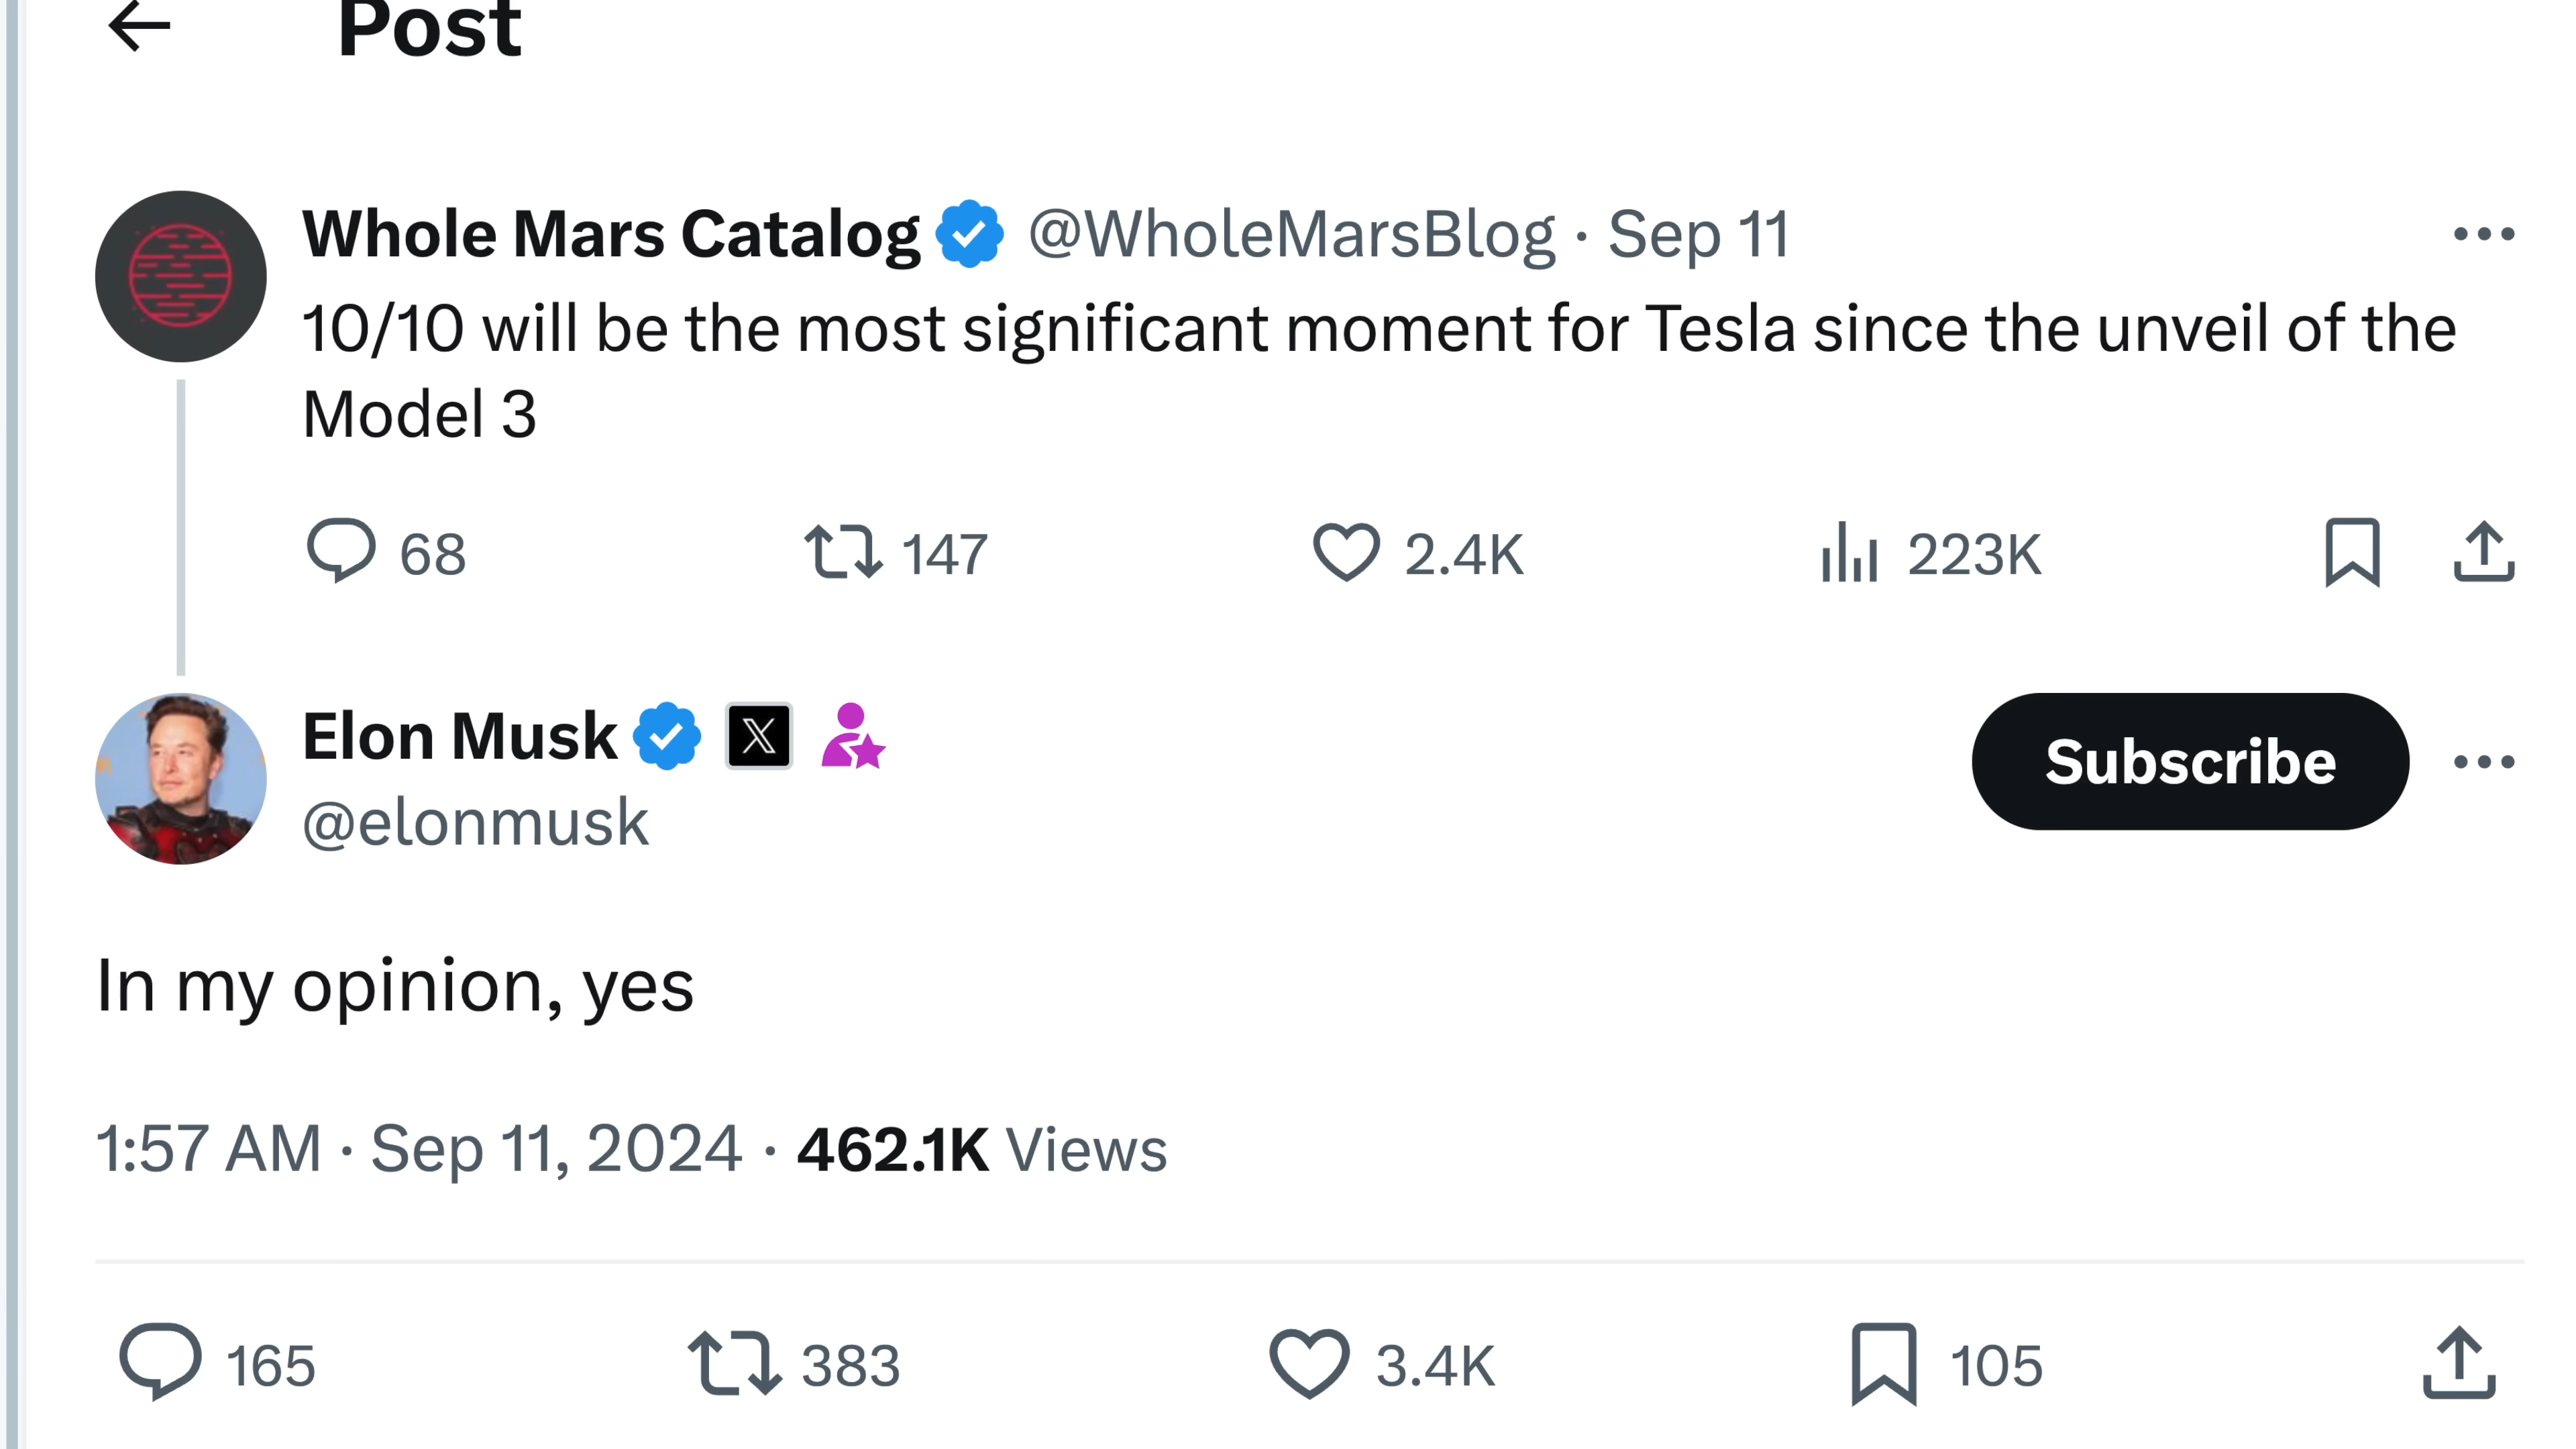 Post
Whole Mars Catalog @WholeMarsBlog · Sep 11
10/10 will be the most significant moment for Tesla since the unveil of the
Model 3
68 147 2.4K 223K
Elon Musk X
@elonmusk
Subscribe
In my opinion, yes
1:57 AM · Sep 11, 2024 · 462.1K Views
165 383 3.4K 105